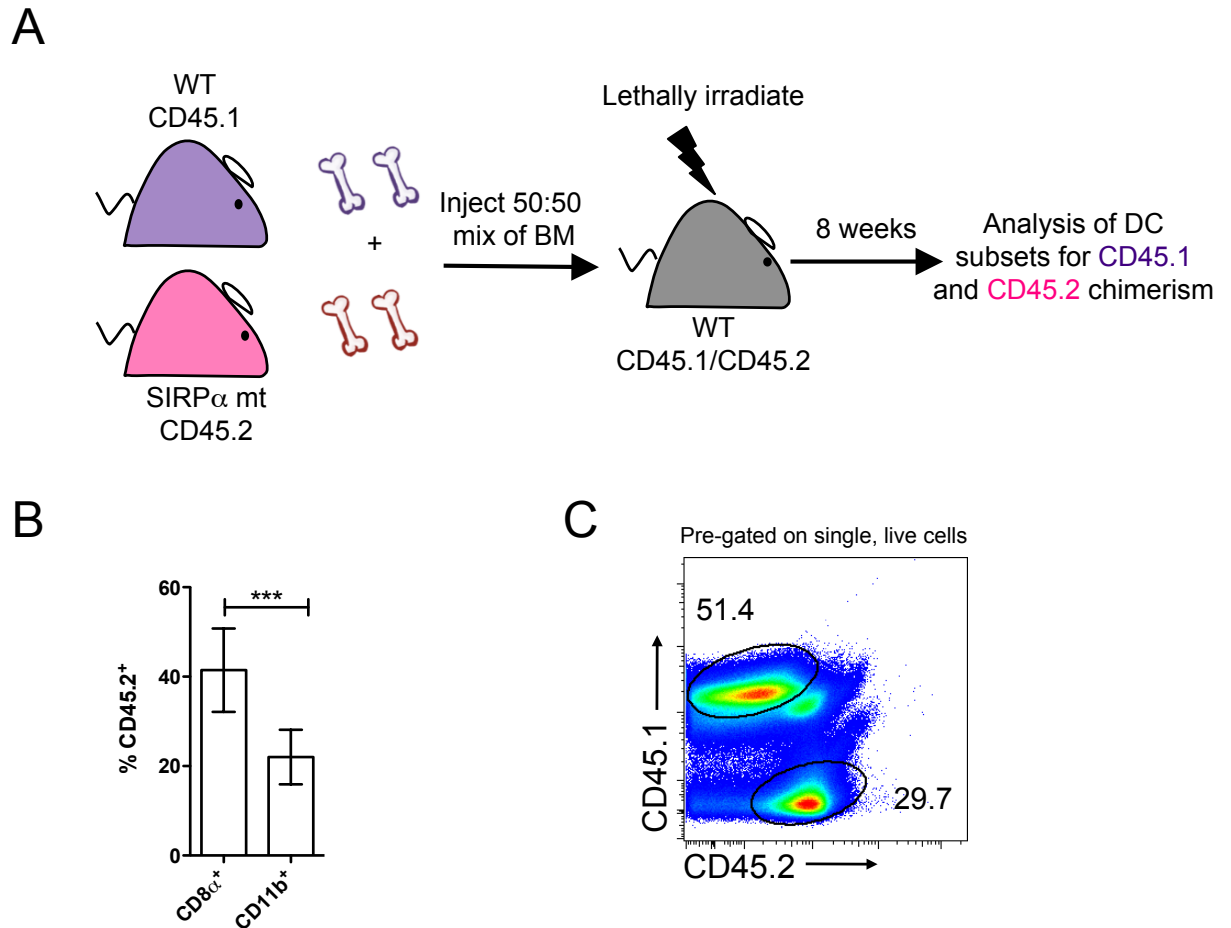 A
WT
CD45.1
+
SIRPα mt
CD45.2
Inject 50:50
mix of BM
Lethally irradiate
WT
CD45.1/CD45.2
8 weeks
Analysis of DC
subsets for CD45.1
and CD45.2 chimerism
B
% CD45.2⁺
60
40
20
0
***
CD8α⁺
CD11b⁺
C
Pre-gated on single, live cells
51.4
29.7
CD45.1
CD45.2